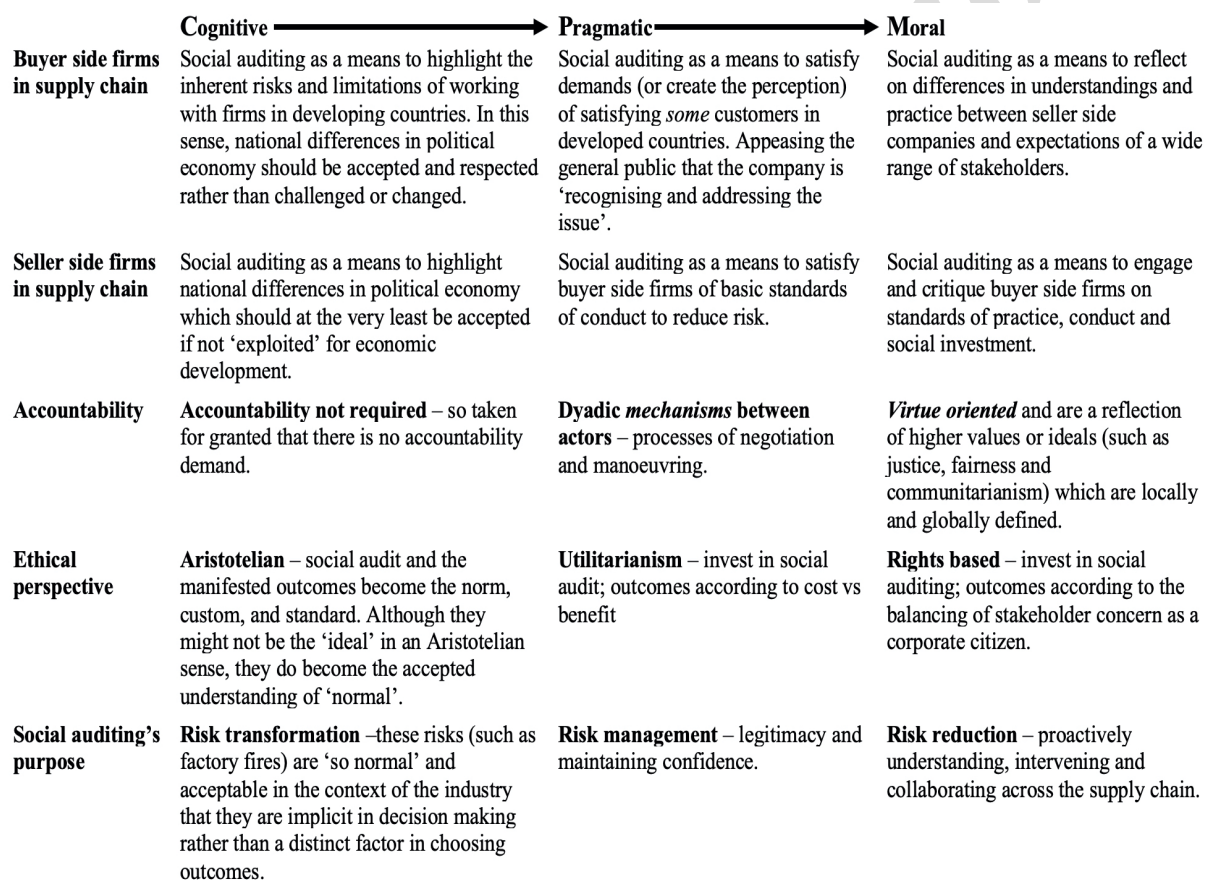 Cognitive Pragmatic Moral
Buyer side firms
in supply chain
Social auditing as a means to highlight the
inherent risks and limitations of working
with firms in developing countries. In this
sense, national differences in political
economy should be accepted and respected
rather than challenged or changed.
Social auditing as a means to satisfy
demands (or create the perception)
of satisfying some customers in
developed countries. Appeasing the
general public that the company is
‘recognising and addressing the
issue’.
Social auditing as a means to reflect
on differences in understandings and
practice between seller side
companies and expectations of a wide
range of stakeholders.
Seller side firms
in supply chain
Social auditing as a means to highlight
national differences in political economy
which should at the very least be accepted
if not ‘exploited’ for economic
development.
Social auditing as a means to satisfy
buyer side firms of basic standards
of conduct to reduce risk.
Social auditing as a means to engage
and critique buyer side firms on
standards of practice, conduct and
social investment.
Accountability
Accountability not required – so taken
for granted that there is no accountability
demand.
Dyadic mechanisms between
actors – processes of negotiation
and manoeuvring.
Virtue oriented and are a reflection
of higher values or ideals (such as
justice, fairness and
communitarianism) which are locally
and globally defined.
Ethical
perspective
Aristotelian – social audit and the
manifested outcomes become the norm,
custom, and standard. Although they
might not be the ‘ideal’ in an Aristotelian
sense, they do become the accepted
understanding of ‘normal’.
Utilitarianism – invest in social
audit; outcomes according to cost vs
benefit
Rights based – invest in social
auditing; outcomes according to the
balancing of stakeholder concern as a
corporate citizen.
Social auditing’s
purpose
Risk transformation –these risks (such as
factory fires) are ‘so normal’ and
acceptable in the context of the industry
that they are implicit in decision making
rather than a distinct factor in choosing
outcomes.
Risk management – legitimacy and
maintaining confidence.
Risk reduction – proactively
understanding, intervening and
collaborating across the supply chain.